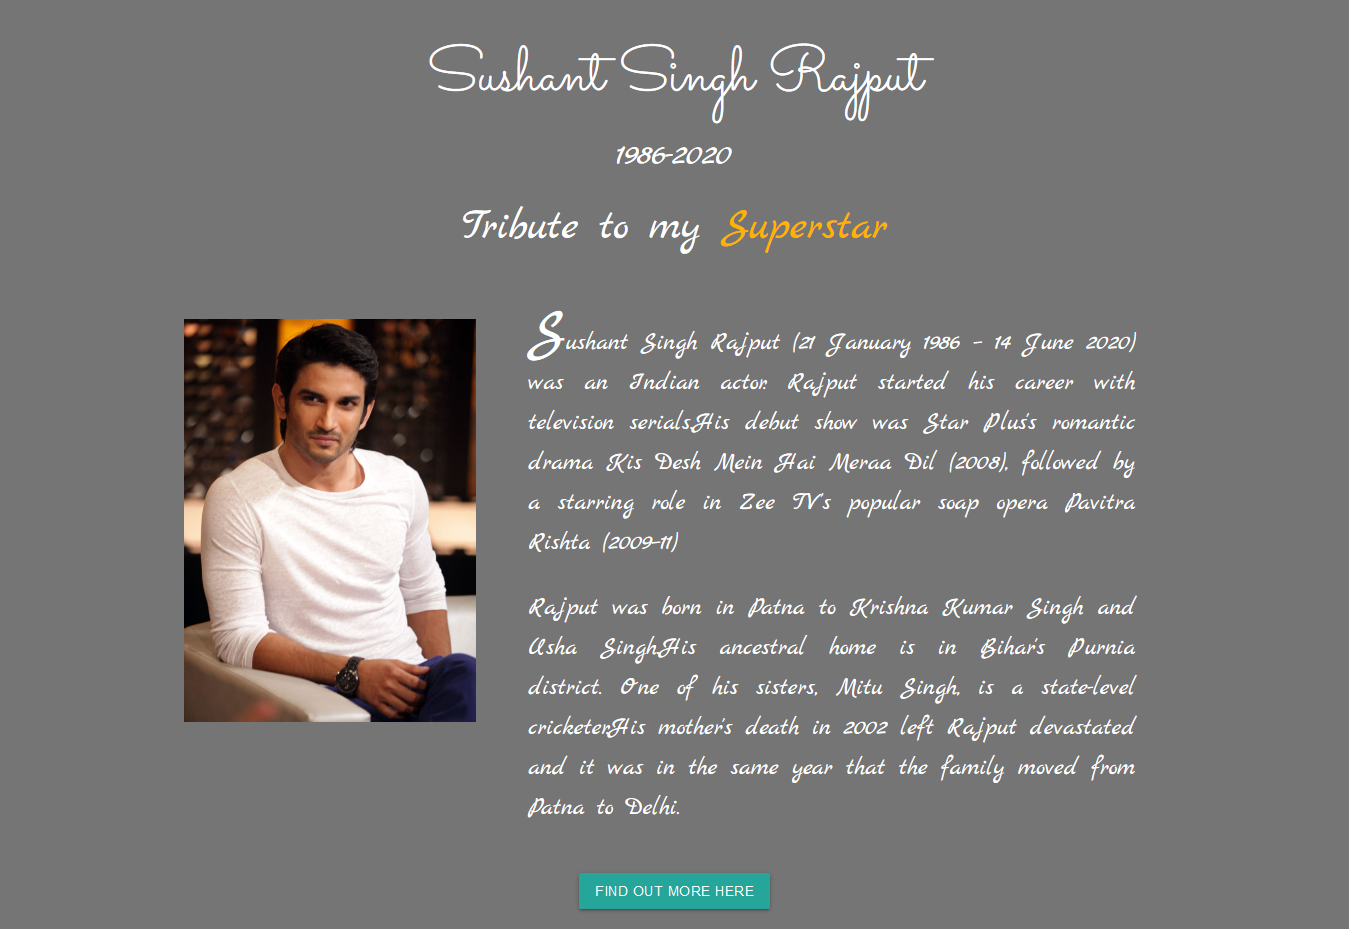 Sushant Singh Rajput
1986-2020
Tribute to my Superstar
Sushant Singh Rajput (21 January 1986 – 14 June 2020)
was an Indian actor. Rajput started his career with
television serials.His debut show was Star Plus's romantic
drama Kis Desh Mein Hai Meraa Dil (2008), followed by
a starring role in Zee TV's popular soap opera Pavitra
Rishta (2009–11)
Rajput was born in Patna to Krishna Kumar Singh and
Usha Singh.His ancestral home is in Bihar's Purnia
district. One of his sisters, Mitu Singh, is a state-level
cricketer.His mother's death in 2002 left Rajput devastated
and it was in the same year that the family moved from
Patna to Delhi.
FIND OUT MORE HERE